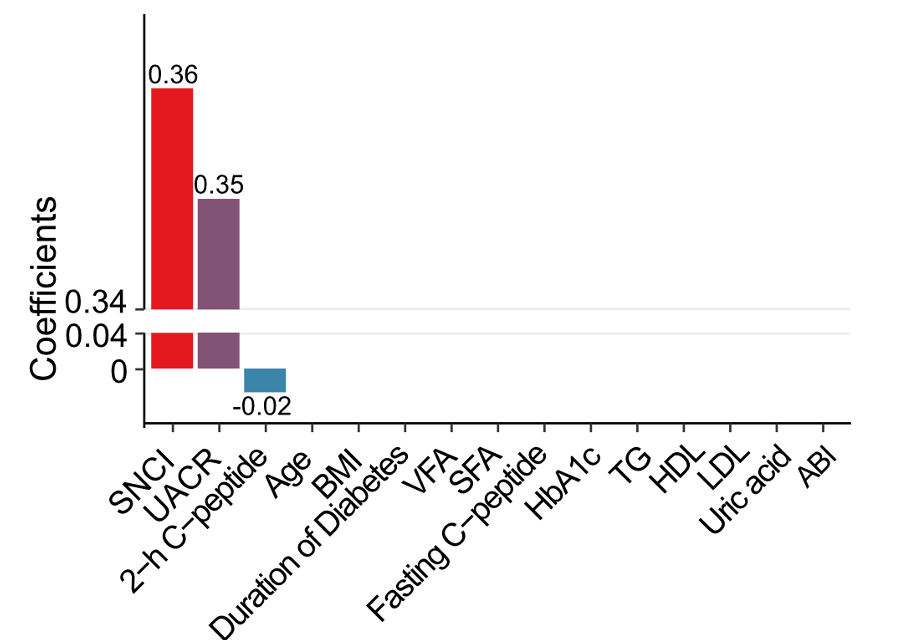 Coefficients
0.36
0.35
0.34
0.04
0
-0.02
SNCI
UACR
2−h C−peptide
Age
BMI
Duration of Diabetes
VFA
SFA
Fasting C−peptide
HbA1c
TG
HDL
LDL
Uric acid
ABI